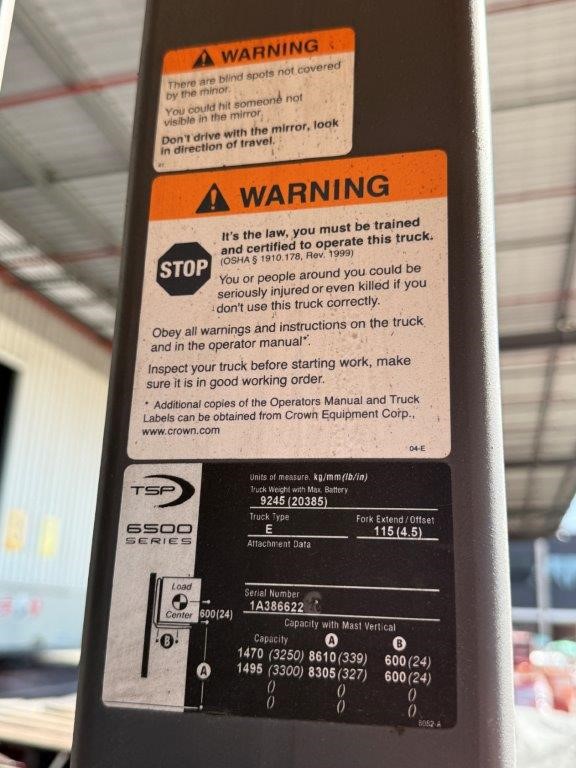 WARNING
There are blind spots not covered
by the mirror.
You could hit someone not
visible in the mirror.
Don't drive with the mirror, look
in direction of travel.
WARNING
STOP
It's the law, you must be trained
and certified to operate this truck.
(OSHA § 1910.178, Rev. 1999)
You or people around you could be
seriously injured or even killed if you
don't use this truck correctly.
Obey all warnings and instructions on the truck
and in the operator manual*.
Inspect your truck before starting work, make
sure it is in good working order.
* Additional copies of the Operators Manual and Truck
Labels can be obtained from Crown Equipment Corp.,
www.crown.com
04-E
TSP
6500
SERIES
Units of measure. kg/mm (lb/in)
Truck Weight with Max. Battery
9245 (20385)
Truck Type Fork Extend / Offset
E 115 (4.5)
Attachment Data
Load
Center
600(24)
B
A
Serial Number
1A386622
Capacity with Mast Vertical
Capacity A B
1470 (3250) 8610 (339) 600 (24)
1495 (3300) 8305 (327) 600 (24)
() () ()
() () ()